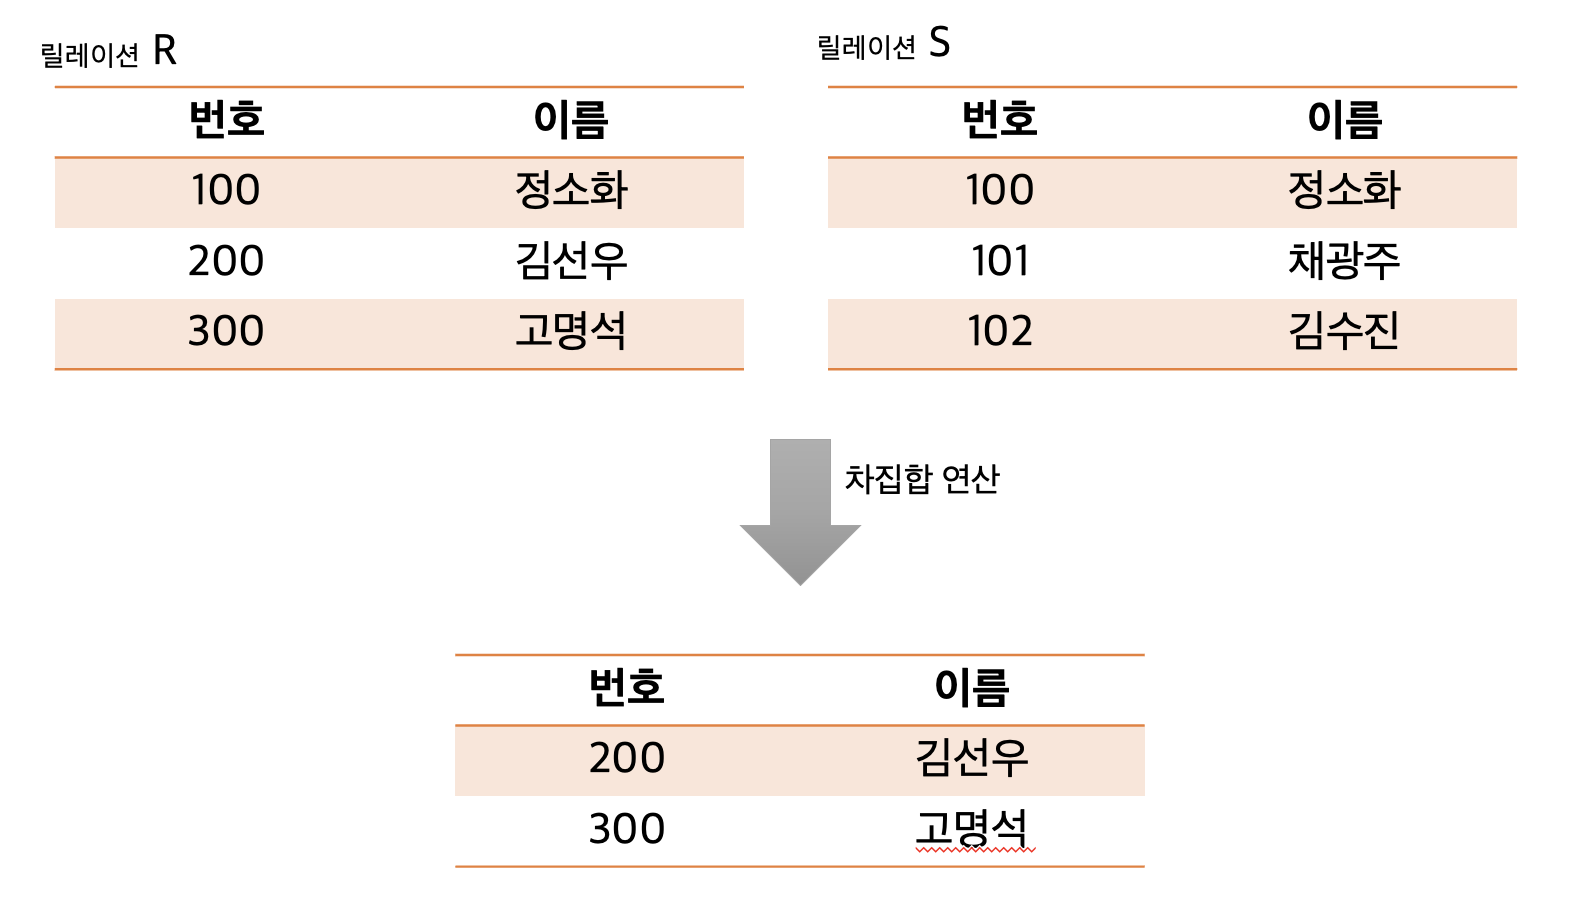 릴레이션 R
번호 이름
100 정소화
200 김선우
300 고명석
릴레이션 S
번호 이름
100 정소화
101 채광주
102 김수진
차집합 연산
번호 이름
200 김선우
300 고명석